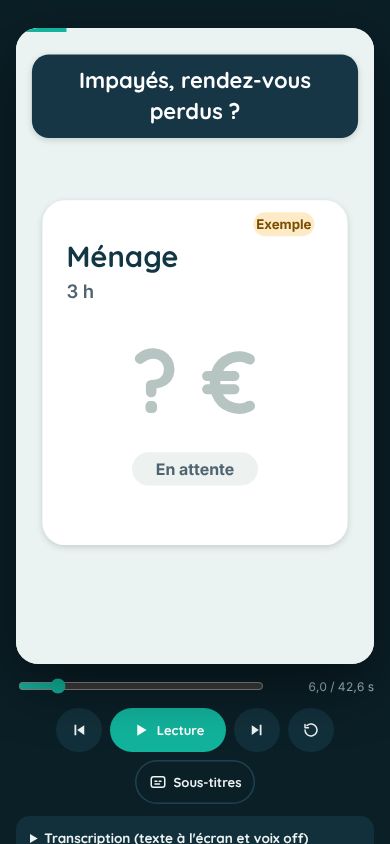 Impayés, rendez-vous
perdus ?
Exemple
Ménage
3 h
? €
En attente
6,0 / 42,6 s
Lecture
Sous-titres
Transcription (texte à l'écran et voix off)